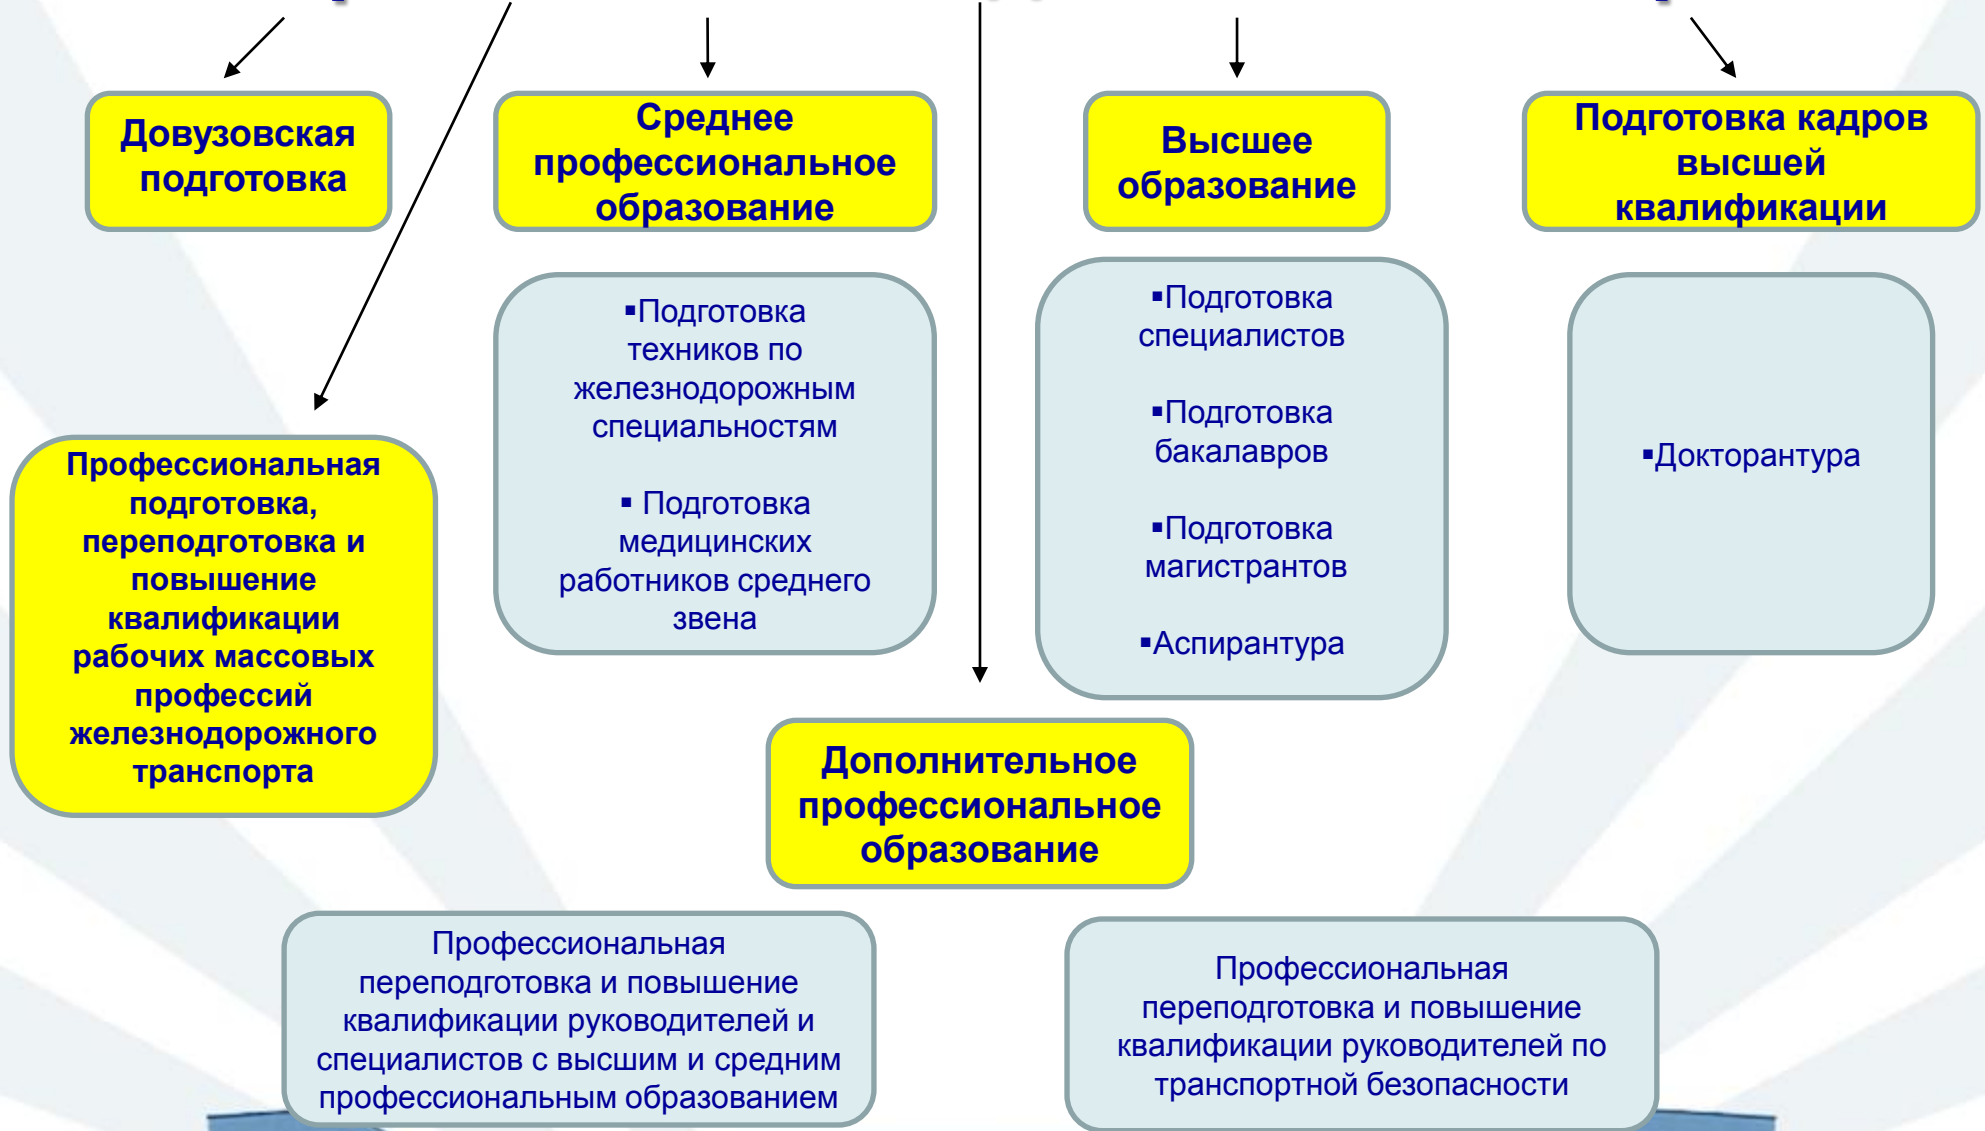 Довузовская
подготовка
Среднее
профессиональное
образование
Высшее
образование
Подготовка кадров
высшей
квалификации
▪Подготовка
техников по
железнодорожным
специальностям
▪ Подготовка
медицинских
работников среднего
звена
▪Подготовка
специалистов
▪Подготовка
бакалавров
▪Подготовка
магистрантов
▪Аспирантура
▪Докторантура
Профессиональная
подготовка,
переподготовка и
повышение
квалификации
рабочих массовых
профессий
железнодорожного
транспорта
Дополнительное
профессиональное
образование
Профессиональная
переподготовка и повышение
квалификации руководителей и
специалистов с высшим и средним
профессиональным образованием
Профессиональная
переподготовка и повышение
квалификации руководителей по
транспортной безопасности